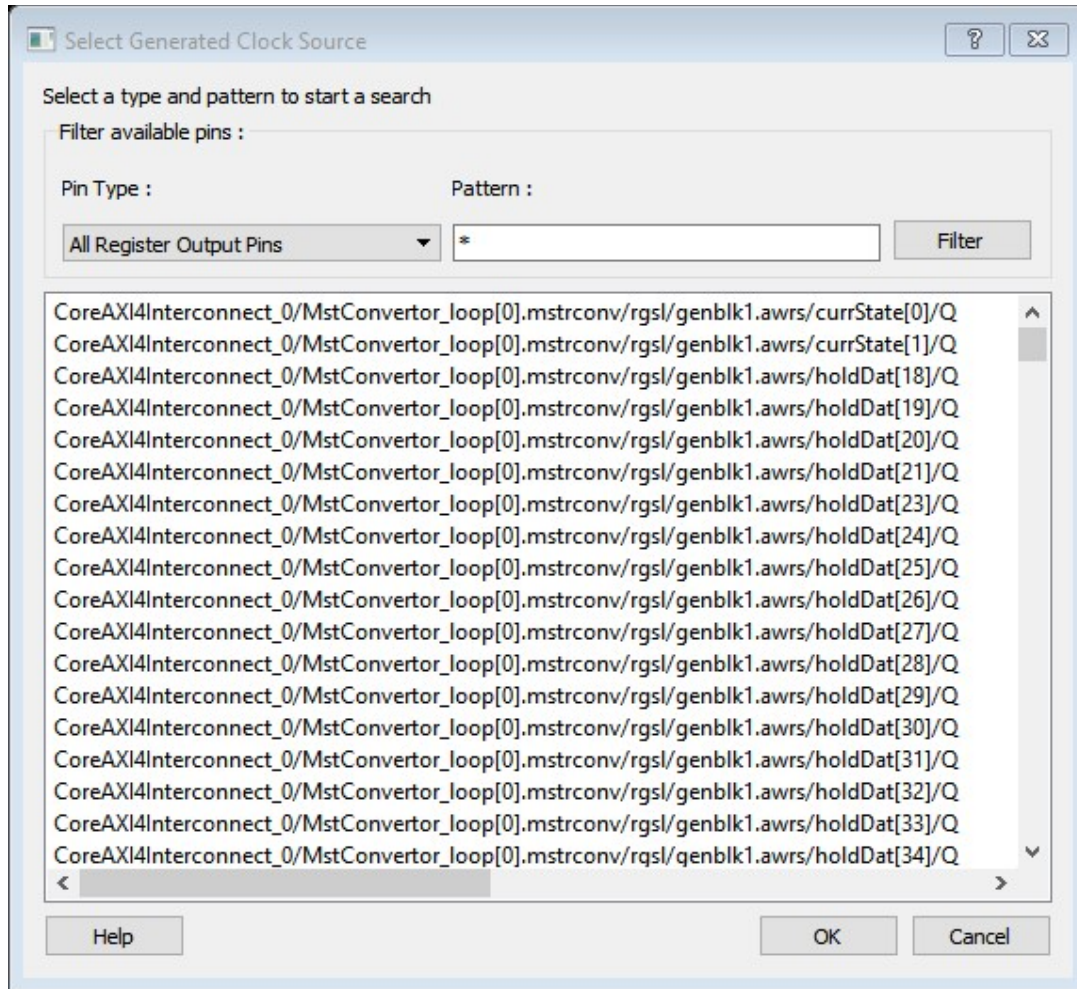 Select Generated Clock Source
Select a type and pattern to start a search
Filter available pins :
Pin Type :
Pattern :
All Register Output Pins
*
Filter
CoreAXI4Interconnect_0/MstConvertor_loop[0].mstrconv/rgsl/genblk1.awrs/currState[0]/Q
CoreAXI4Interconnect_0/MstConvertor_loop[0].mstrconv/rgsl/genblk1.awrs/currState[1]/Q
CoreAXI4Interconnect_0/MstConvertor_loop[0].mstrconv/rgsl/genblk1.awrs/holdDat[18]/Q
CoreAXI4Interconnect_0/MstConvertor_loop[0].mstrconv/rgsl/genblk1.awrs/holdDat[19]/Q
CoreAXI4Interconnect_0/MstConvertor_loop[0].mstrconv/rgsl/genblk1.awrs/holdDat[20]/Q
CoreAXI4Interconnect_0/MstConvertor_loop[0].mstrconv/rgsl/genblk1.awrs/holdDat[21]/Q
CoreAXI4Interconnect_0/MstConvertor_loop[0].mstrconv/rgsl/genblk1.awrs/holdDat[23]/Q
CoreAXI4Interconnect_0/MstConvertor_loop[0].mstrconv/rgsl/genblk1.awrs/holdDat[24]/Q
CoreAXI4Interconnect_0/MstConvertor_loop[0].mstrconv/rgsl/genblk1.awrs/holdDat[25]/Q
CoreAXI4Interconnect_0/MstConvertor_loop[0].mstrconv/rgsl/genblk1.awrs/holdDat[26]/Q
CoreAXI4Interconnect_0/MstConvertor_loop[0].mstrconv/rgsl/genblk1.awrs/holdDat[27]/Q
CoreAXI4Interconnect_0/MstConvertor_loop[0].mstrconv/rgsl/genblk1.awrs/holdDat[28]/Q
CoreAXI4Interconnect_0/MstConvertor_loop[0].mstrconv/rgsl/genblk1.awrs/holdDat[29]/Q
CoreAXI4Interconnect_0/MstConvertor_loop[0].mstrconv/rgsl/genblk1.awrs/holdDat[30]/Q
CoreAXI4Interconnect_0/MstConvertor_loop[0].mstrconv/rgsl/genblk1.awrs/holdDat[31]/Q
CoreAXI4Interconnect_0/MstConvertor_loop[0].mstrconv/rgsl/genblk1.awrs/holdDat[32]/Q
CoreAXI4Interconnect_0/MstConvertor_loop[0].mstrconv/rgsl/genblk1.awrs/holdDat[33]/Q
CoreAXI4Interconnect_0/MstConvertor_loop[0].mstrconv/rgsl/genblk1.awrs/holdDat[34]/Q
Help
OK
Cancel